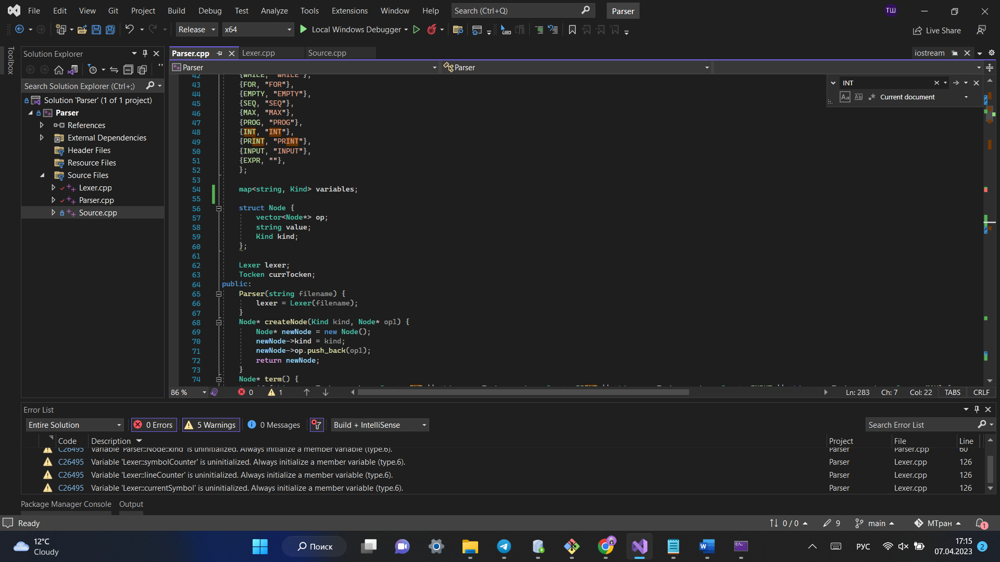 File Edit View Git Project Build Debug Test Analyze Tools Extensions Window Help Search (Ctrl+Q) Parser ТШ
Release x64 Local Windows Debugger Live Share
Toolbox
Solution Explorer
Search Solution Explorer (Ctrl+;)
Solution 'Parser' (1 of 1 project)
Parser
References
External Dependencies
Header Files
Resource Files
Source Files
Lexer.cpp
Parser.cpp
Source.cpp
Parser.cpp Lexer.cpp Source.cpp iostream
Parser Parser
INT
Aa Ab Current document
42 {WHILE, "WHILE"},
43 {FOR, "FOR"},
44 {EMPTY, "EMPTY"},
45 {SEQ, "SEQ"},
46 {MAX, "MAX"},
47 {PROG, "PROG"},
48 {INT, "INT"},
49 {PRINT, "PRINT"},
50 {INPUT, "INPUT"},
51 {EXPR, ""},
52 };
53
54 map<string, Kind> variables;
55
56 struct Node {
57 vector<Node*> op;
58 string value;
59 Kind kind;
60 };
61
62 Lexer lexer;
63 Tocken currTocken;
64 public:
65 Parser(string filename) {
66 lexer = Lexer(filename);
67 }
68 Node* createNode(Kind kind, Node* op1) {
69 Node* newNode = new Node();
70 newNode->kind = kind;
71 newNode->op.push_back(op1);
72 return newNode;
73 }
74 Node* term() {
86 % 0 1 Ln: 283 Ch: 7 Col: 22 TABS CRLF
Error List
Entire Solution 0 Errors 5 Warnings 0 Messages Build + IntelliSense Search Error List
Code Description Project File Line
C26495 Variable 'Parser::Node::kind' is uninitialized. Always initialize a member variable (type.6). Parser Parser.cpp 60
C26495 Variable 'Lexer::symbolCounter' is uninitialized. Always initialize a member variable (type.6). Parser Lexer.cpp 126
C26495 Variable 'Lexer::lineCounter' is uninitialized. Always initialize a member variable (type.6). Parser Lexer.cpp 126
C26495 Variable 'Lexer::currentSymbol' is uninitialized. Always initialize a member variable (type.6). Parser Lexer.cpp 126
Package Manager Console Output
Ready 0 / 0 9 main МТран 1
12°C
Cloudy
Поиск
РУС
17:15
07.04.2023 2